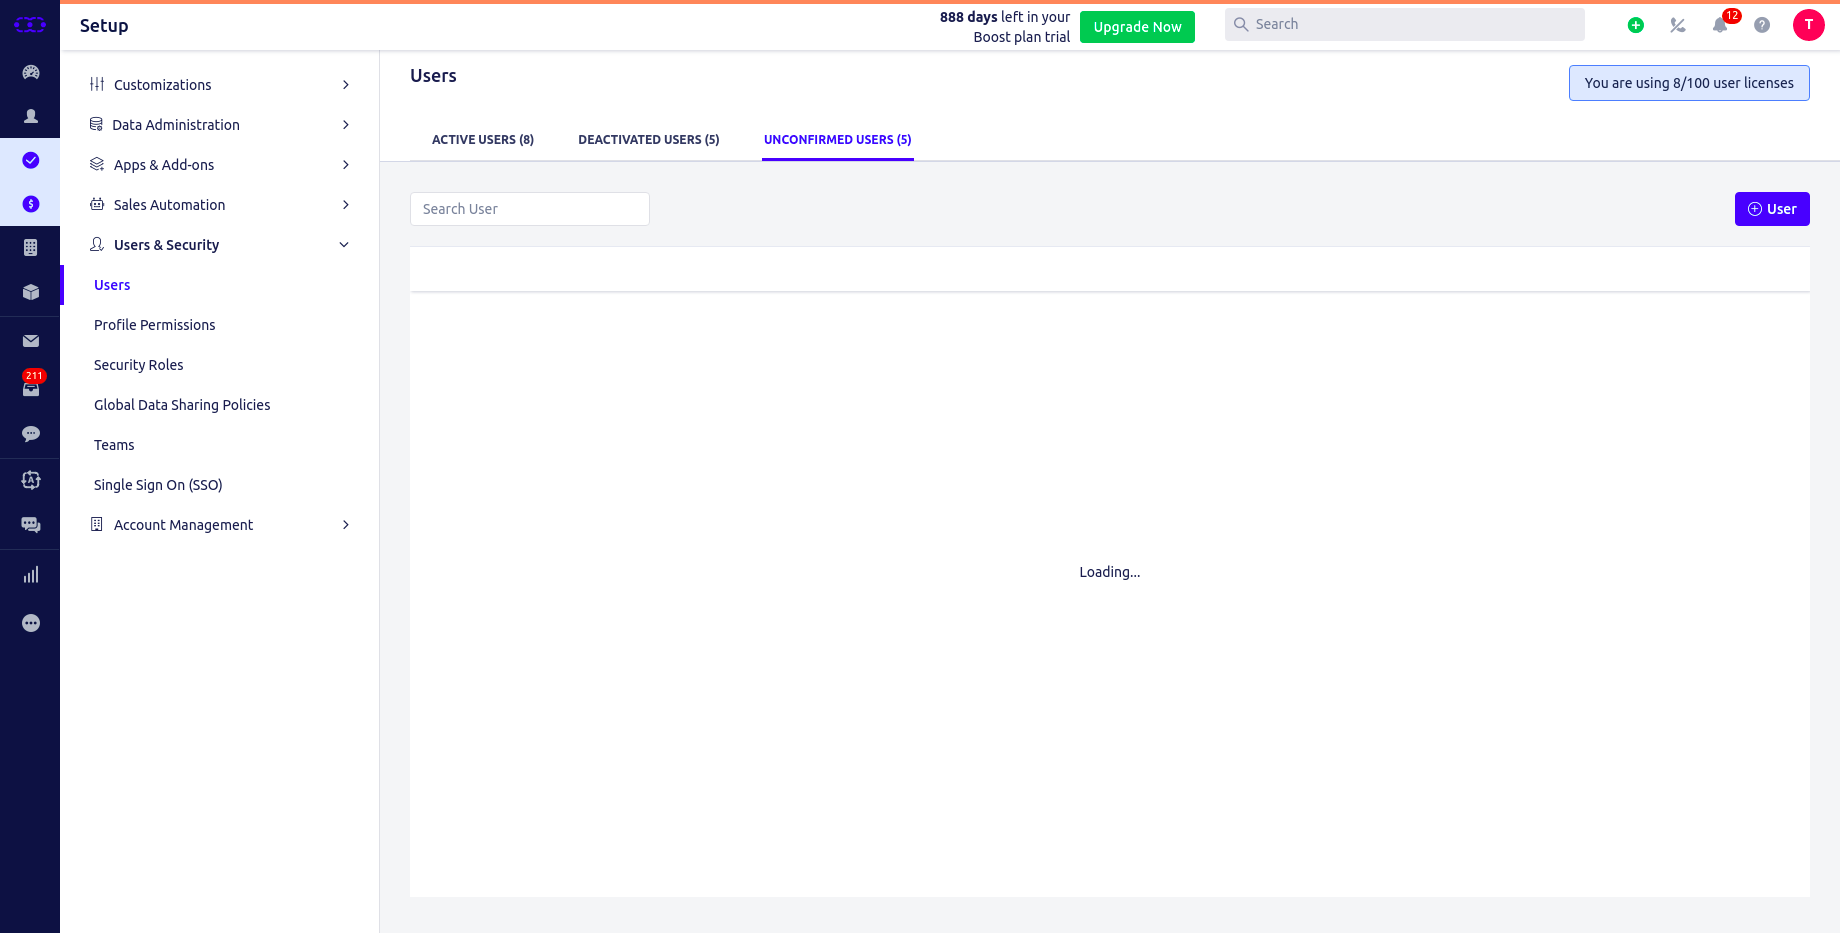 Setup
888 days left in your
Boost plan trial
Upgrade Now
Search
12
T
211
Customizations
Data Administration
Apps & Add-ons
Sales Automation
Users & Security
Users
Profile Permissions
Security Roles
Global Data Sharing Policies
Teams
Single Sign On (SSO)
Account Management
Users
You are using 8/100 user licenses
ACTIVE USERS (8)
DEACTIVATED USERS (5)
UNCONFIRMED USERS (5)
Search User
User
Loading...